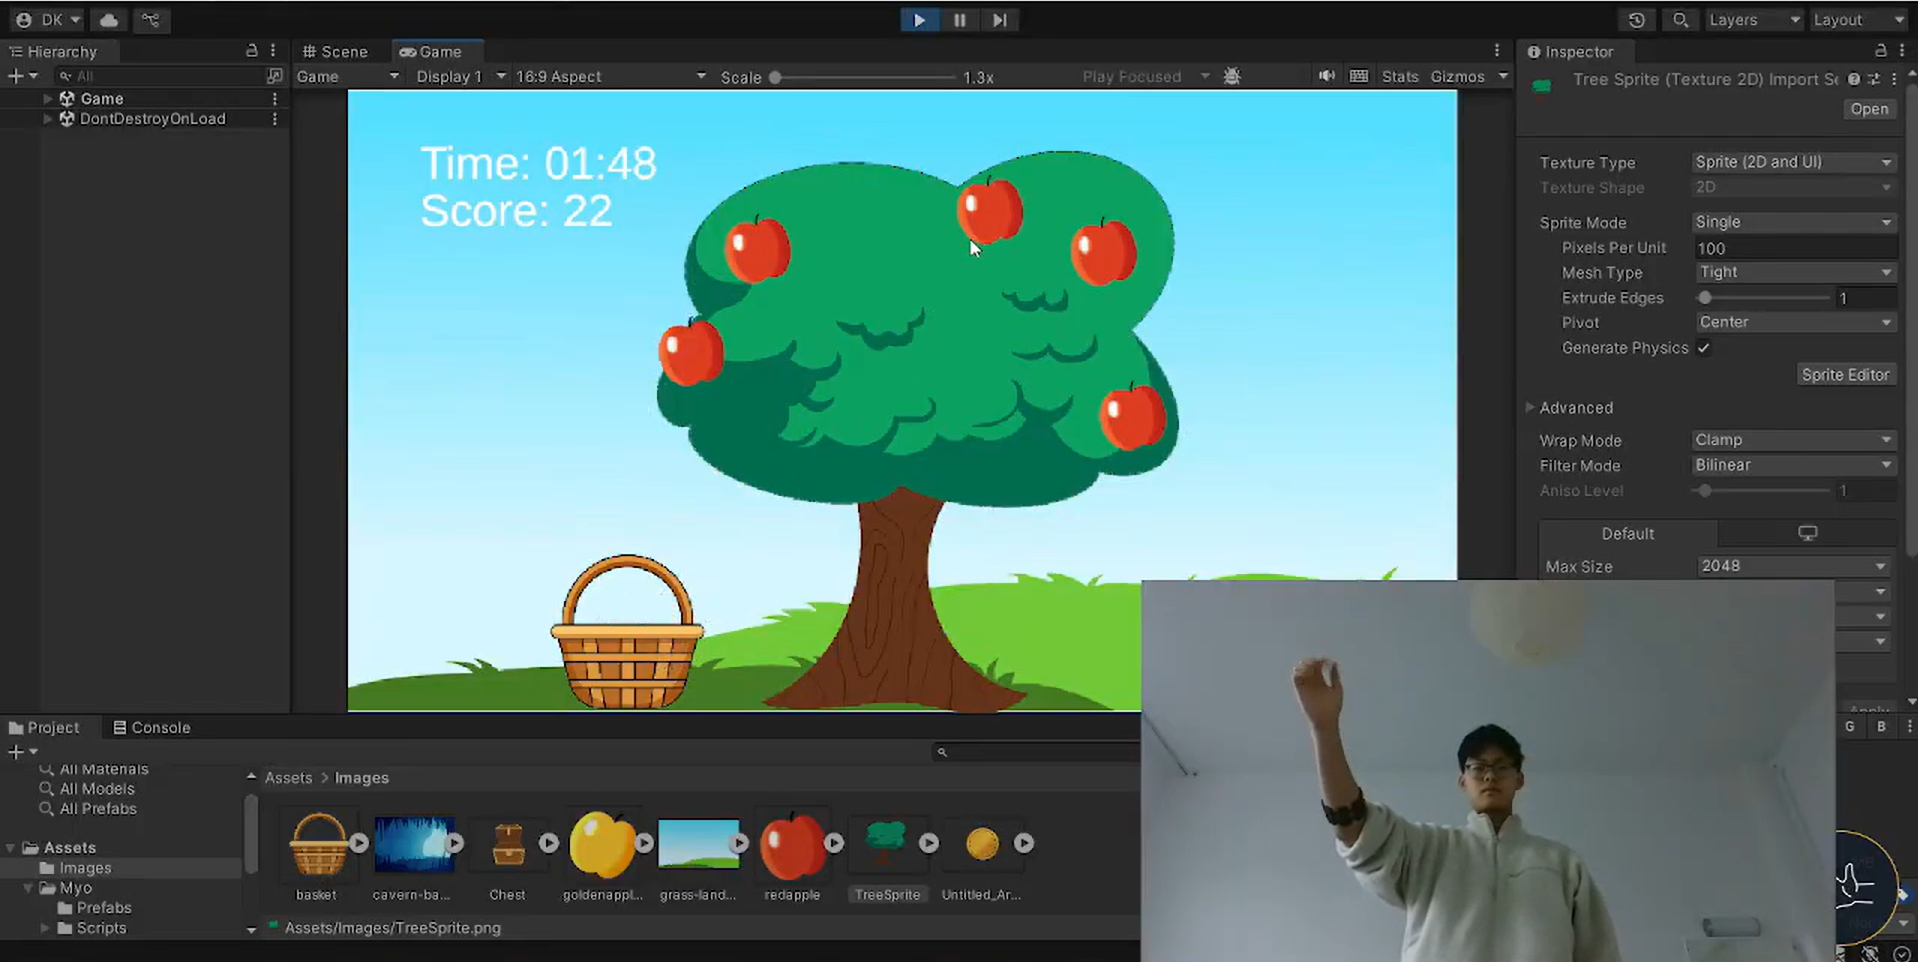 DK
Layers
Layout
Hierarchy
All
Game
DontDestroyOnLoad
Scene
Game
Game
Display 1
16:9 Aspect
Scale
1.3x
Play Focused
Stats
Gizmos
Time: 01:48
Score: 22
Inspector
Tree Sprite (Texture 2D) Import Se
Open
Texture Type
Sprite (2D and UI)
Texture Shape
2D
Sprite Mode
Single
Pixels Per Unit
100
Mesh Type
Tight
Extrude Edges
1
Pivot
Center
Generate Physics
Sprite Editor
Advanced
Wrap Mode
Clamp
Filter Mode
Bilinear
Aniso Level
1
Default
Max Size
2048
G
B
Project
Console
All Materials
All Models
All Prefabs
Assets
Images
Myo
Prefabs
Scripts
Assets > Images
basket
cavern-ba...
Chest
goldenappl...
grass-land...
redapple
TreeSprite
Untitled_Ar...
Assets/Images/TreeSprite.png